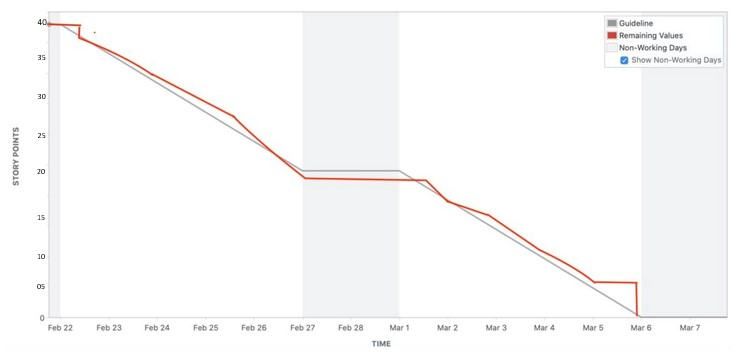 Guideline
Remaining Values
Non-Working Days
Show Non-Working Days
STORY POINTS
40
35
30
25
20
15
10
05
0
Feb 22 Feb 23 Feb 24 Feb 25 Feb 26 Feb 27 Feb 28 Mar 1 Mar 2 Mar 3 Mar 4 Mar 5 Mar 6 Mar 7
TIME